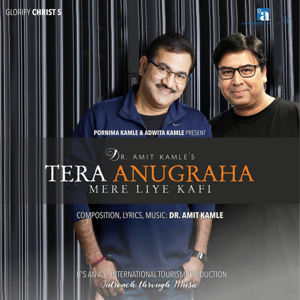 GLORIFY CHRIST 5
a
PORNIMA KAMLE & ADWITA KAMLE PRESENT
DR. AMIT KAMLE'S
TERA ANUGRAHA
MERE LIYE KAFI
COMPOSITION, LYRICS, MUSIC: DR. AMIT KAMLE
IT'S AN INTERNATIONAL TOURISM PRODUCTION
Outreach through Music